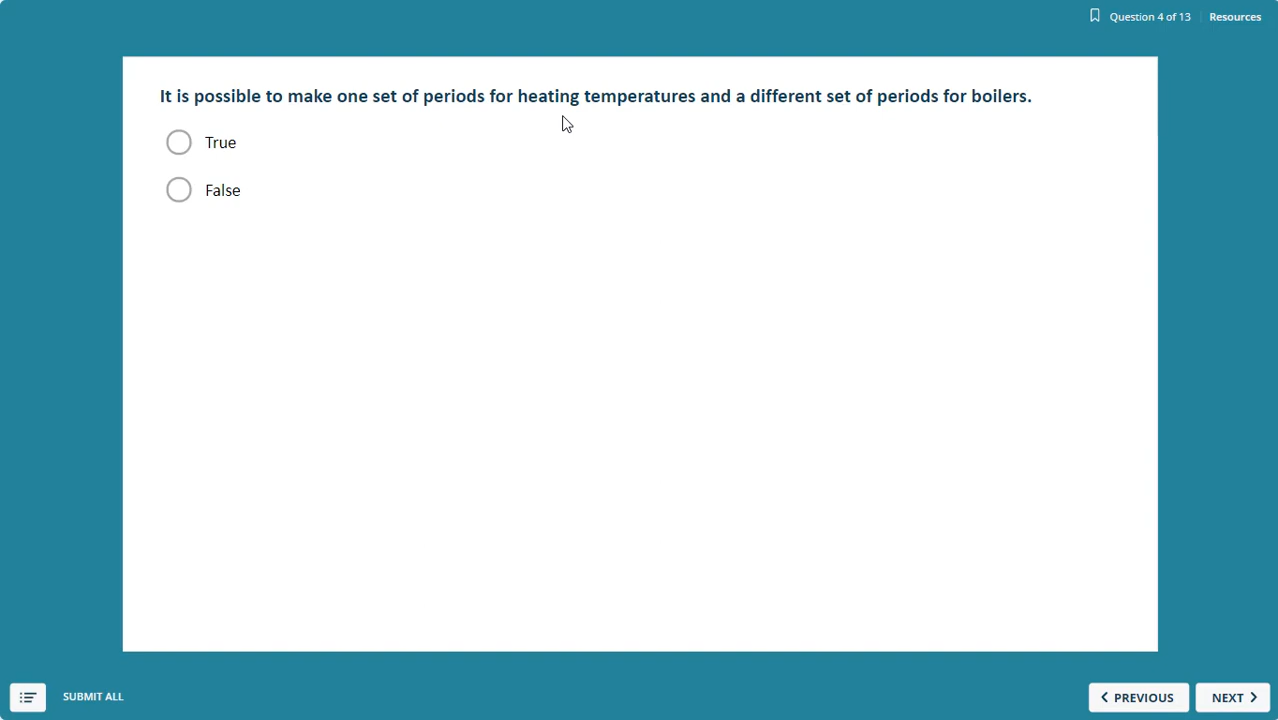 Question 4 of 13
Resources
It is possible to make one set of periods for heating temperatures and a different set of periods for boilers.
True
False
SUBMIT ALL
PREVIOUS
NEXT